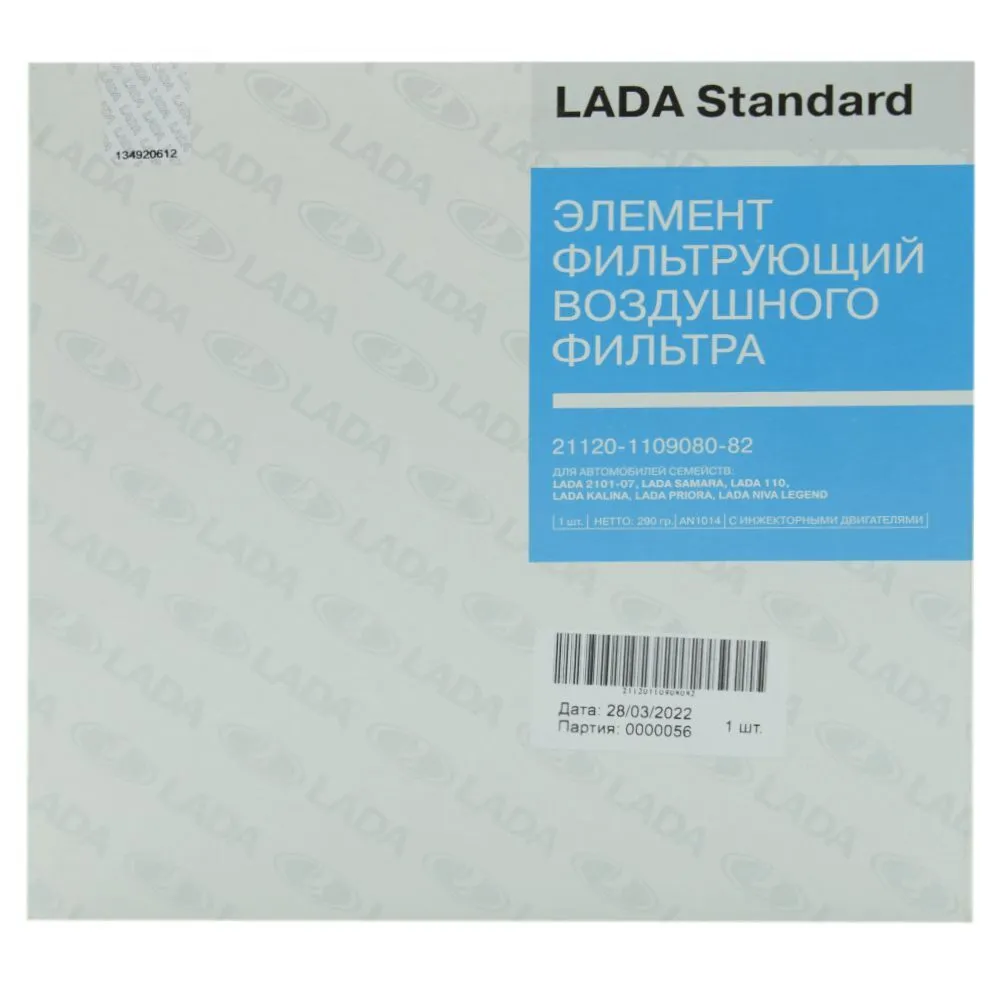 134920612
LADA Standard
ЭЛЕМЕНТ
ФИЛЬТРУЮЩИЙ
ВОЗДУШНОГО
ФИЛЬТРА
21120-1109080-82
ДЛЯ АВТОМОБИЛЕЙ СЕМЕЙСТВ:
LADA 2101-07, LADA SAMARA, LADA 110,
LADA KALINA, LADA PRIORA, LADA NIVA LEGEND
1 шт. НЕТТО: 290 гр. AN1014 С ИНЖЕКТОРНЫМИ ДВИГАТЕЛЯМИ
Дата: 28/03/2022
Партия: 0000056 1 шт.